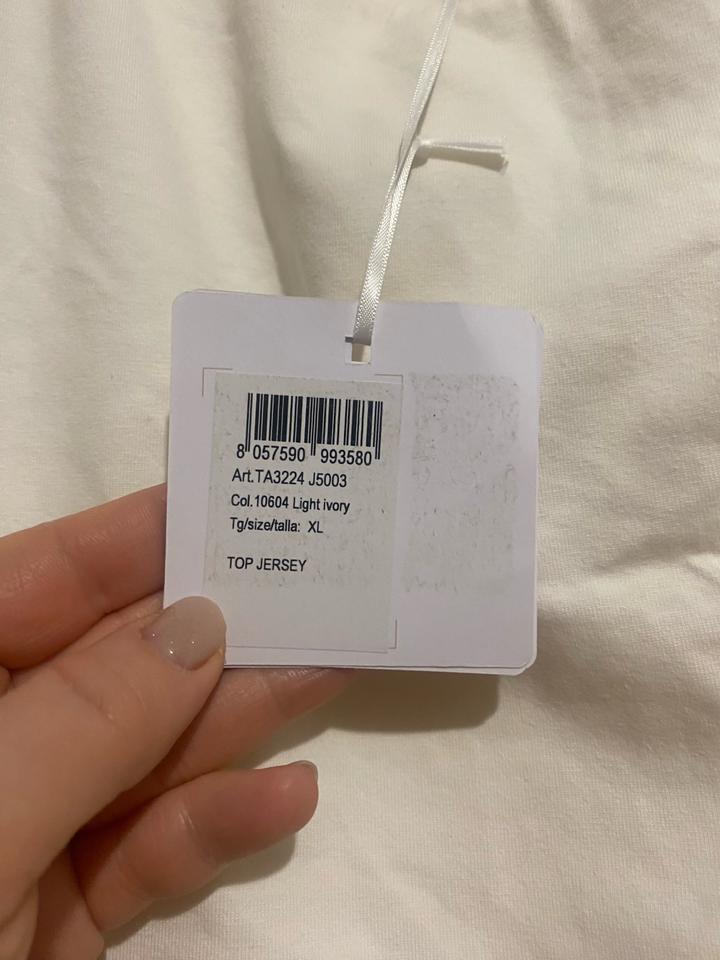 8 057590 993580
Art.TA3224 J5003
Col.10604 Light ivory
Tg/size/talla: XL
TOP JERSEY